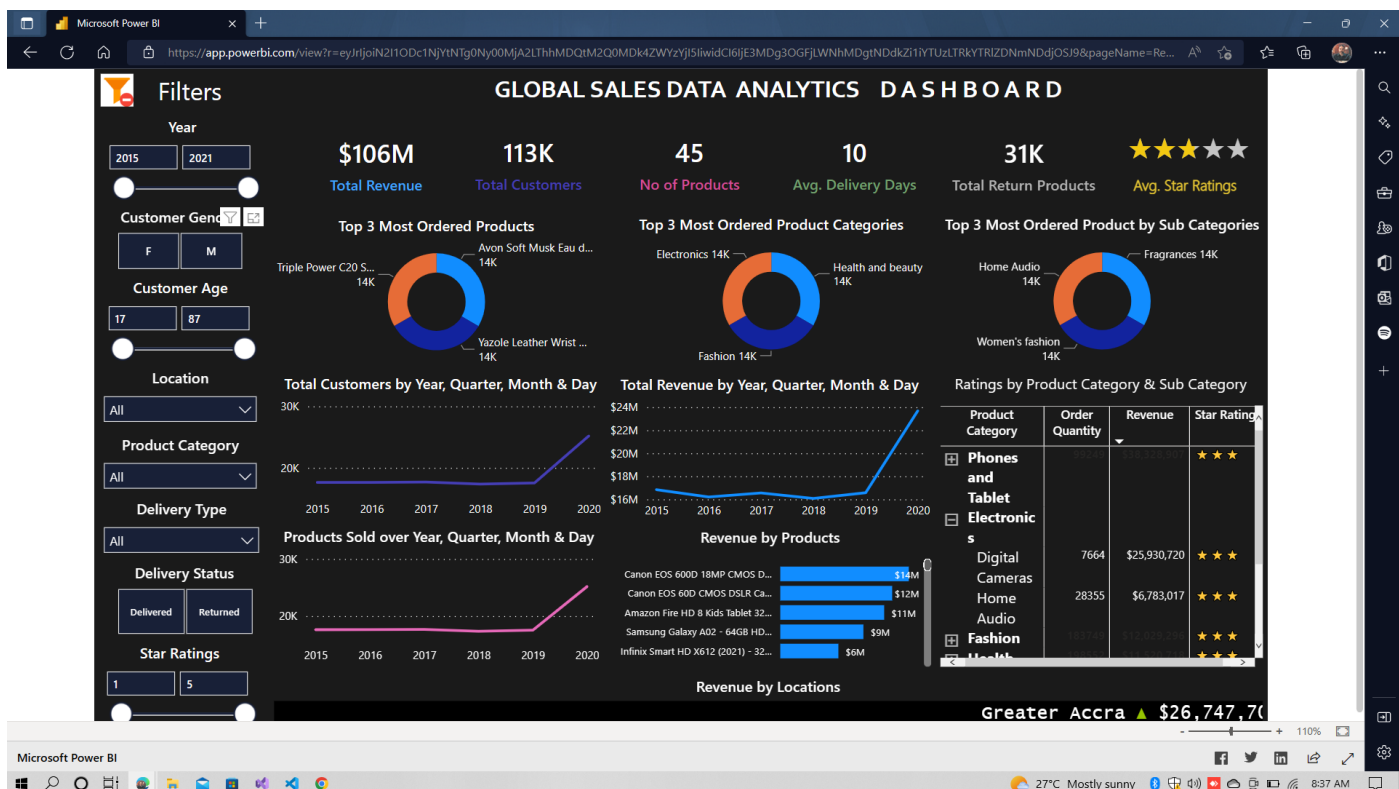 Microsoft Power BI
https://app.powerbi.com/view?r=
Filters
GLOBAL SALES DATA ANALYTICS DASHBOARD
Year
2015 2021
$106M 113K 45 10 31K
Total Revenue Total Customers No of Products Avg. Delivery Days Total Return Products Avg. Star Ratings
Customer Gend
F M
Customer Age
17 87
Location
All
Product Category
All
Delivery Type
All
Delivery Status
Delivered Returned
Star Ratings
1 5
Top 3 Most Ordered Products
Avon Soft Musk Eau d...
14K
Triple Power C20 S...
14K
Yazole Leather Wrist ...
14K
Top 3 Most Ordered Product Categories
Electronics 14K
Health and beauty
14K
Fashion 14K
Top 3 Most Ordered Product by Sub Categories
Fragrances 14K
Home Audio
14K
Women's fashion
14K
Total Customers by Year, Quarter, Month & Day
30K
20K
2015 2016 2017 2018 2019 2020
Total Revenue by Year, Quarter, Month & Day
$24M
$22M
$20M
$18M
$16M
2015 2016 2017 2018 2019 2020
Ratings by Product Category & Sub Category
Product Category Order Quantity Revenue Star Rating
Phones
and
Tablet
Electronic
s
Digital 7664 $25,930,720
Cameras
Home 28355 $6,783,017
Audio
Fashion
Health
Products Sold over Year, Quarter, Month & Day
30K
20K
2015 2016 2017 2018 2019 2020
Revenue by Products
Canon EOS 600D 18MP CMOS D... $14M
Canon EOS 60D CMOS DSLR Ca... $12M
Amazon Fire HD 8 Kids Tablet 32... $11M
Samsung Galaxy A02 - 64GB HD... $9M
Infinix Smart HD X612 (2021) - 32... $6M
Revenue by Locations
Greater Accra ▲ $26,747,70
- + 110%
Microsoft Power BI
27°C Mostly sunny 8:37 AM